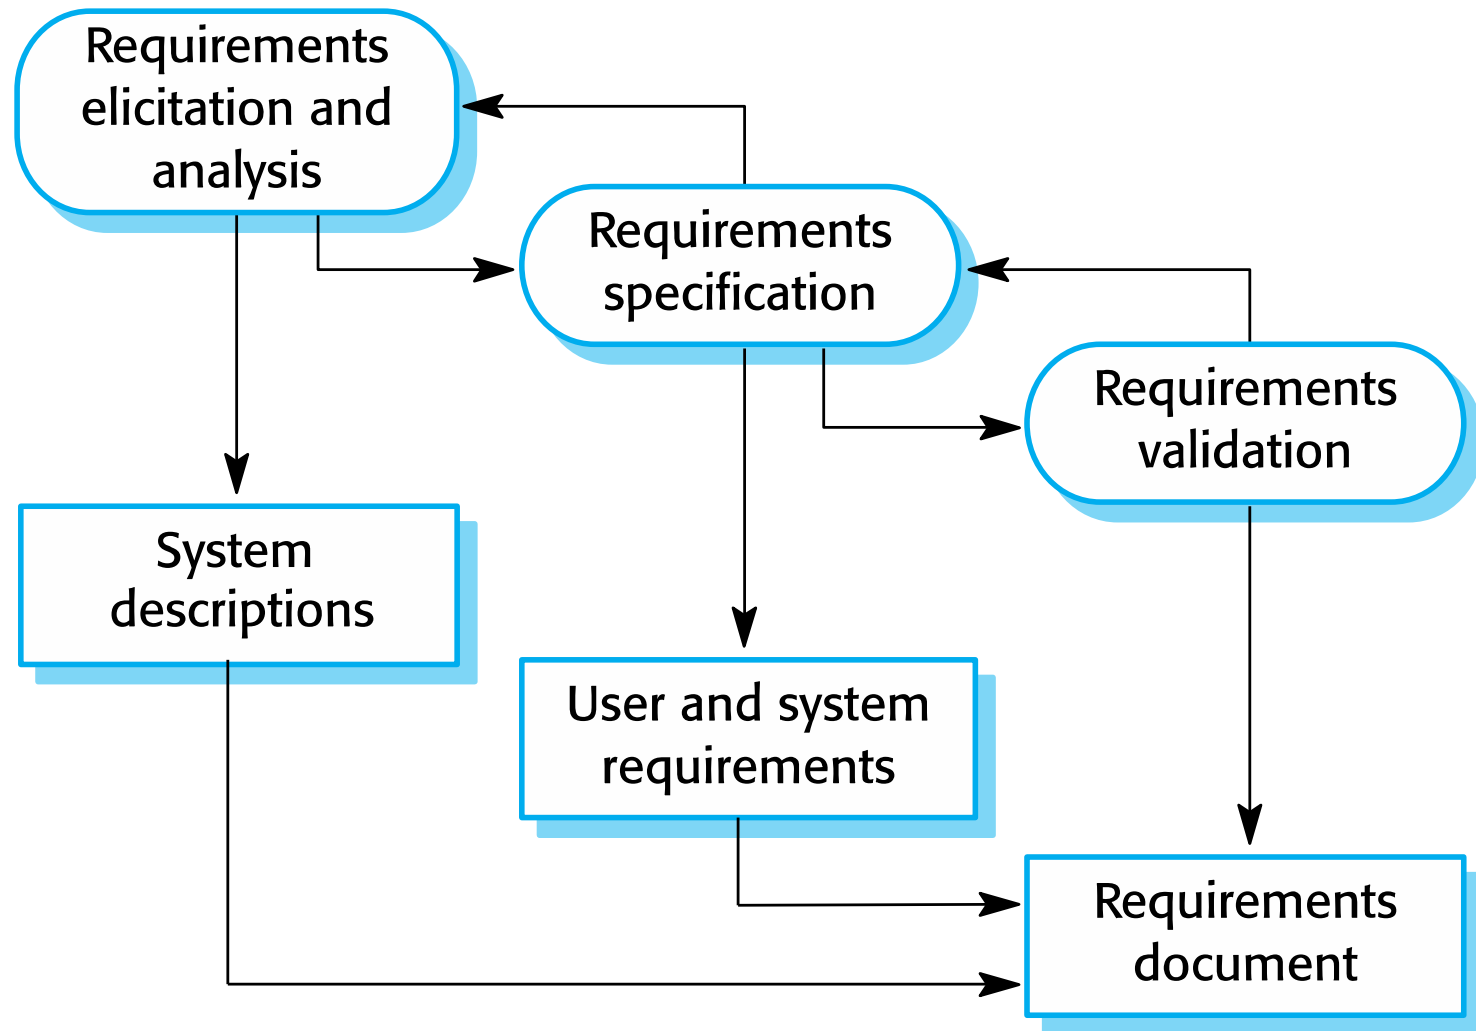 Requirements
elicitation and
analysis
Requirements
specification
Requirements
validation
System
descriptions
User and system
requirements
Requirements
document